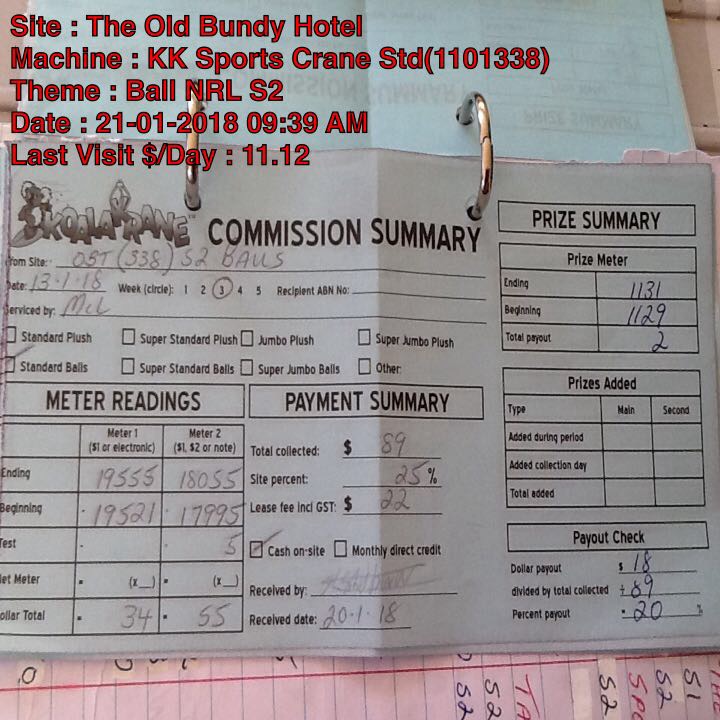 Site : The Old Bundy Hotel
Machine : KK Sports Crane Std(1101338)
Theme : Ball NRL S2
Date : 21-01-2018 09:39 AM
Last Visit $/Day : 11.12
KOALA KRANE™ COMMISSION SUMMARY
From Site: OST (338) S2 BALLS
Date: 13-1-18 Week (circle): 1 2 3 4 5 Recipient ABN No:
Serviced by: Mel
Standard Plush Super Standard Plush Jumbo Plush Super Jumbo Plush
Standard Balls Super Standard Balls Super Jumbo Balls Other:
METER READINGS
Meter 1 Meter 2
($1 or electronic) ($1, $2 or note)
Ending 19555 18055
Beginning 19521 17995
Test - 5
Net Meter = (x__) = (x__)
Dollar Total = 34 = 55
PAYMENT SUMMARY
Total collected: $ 89
Site percent: 25 %
Lease fee incl GST: $ 22
Cash on-site Monthly direct credit
Received by:
Received date: 20-1-18
PRIZE SUMMARY
Prize Meter
Ending 1131
Beginning 1129
Total payout 2
Prizes Added
Type Main Second
Added during period
Added collection day
Total added
Payout Check
Dollar payout $ 18
divided by total collected ÷ 89
Percent payout = 20 %